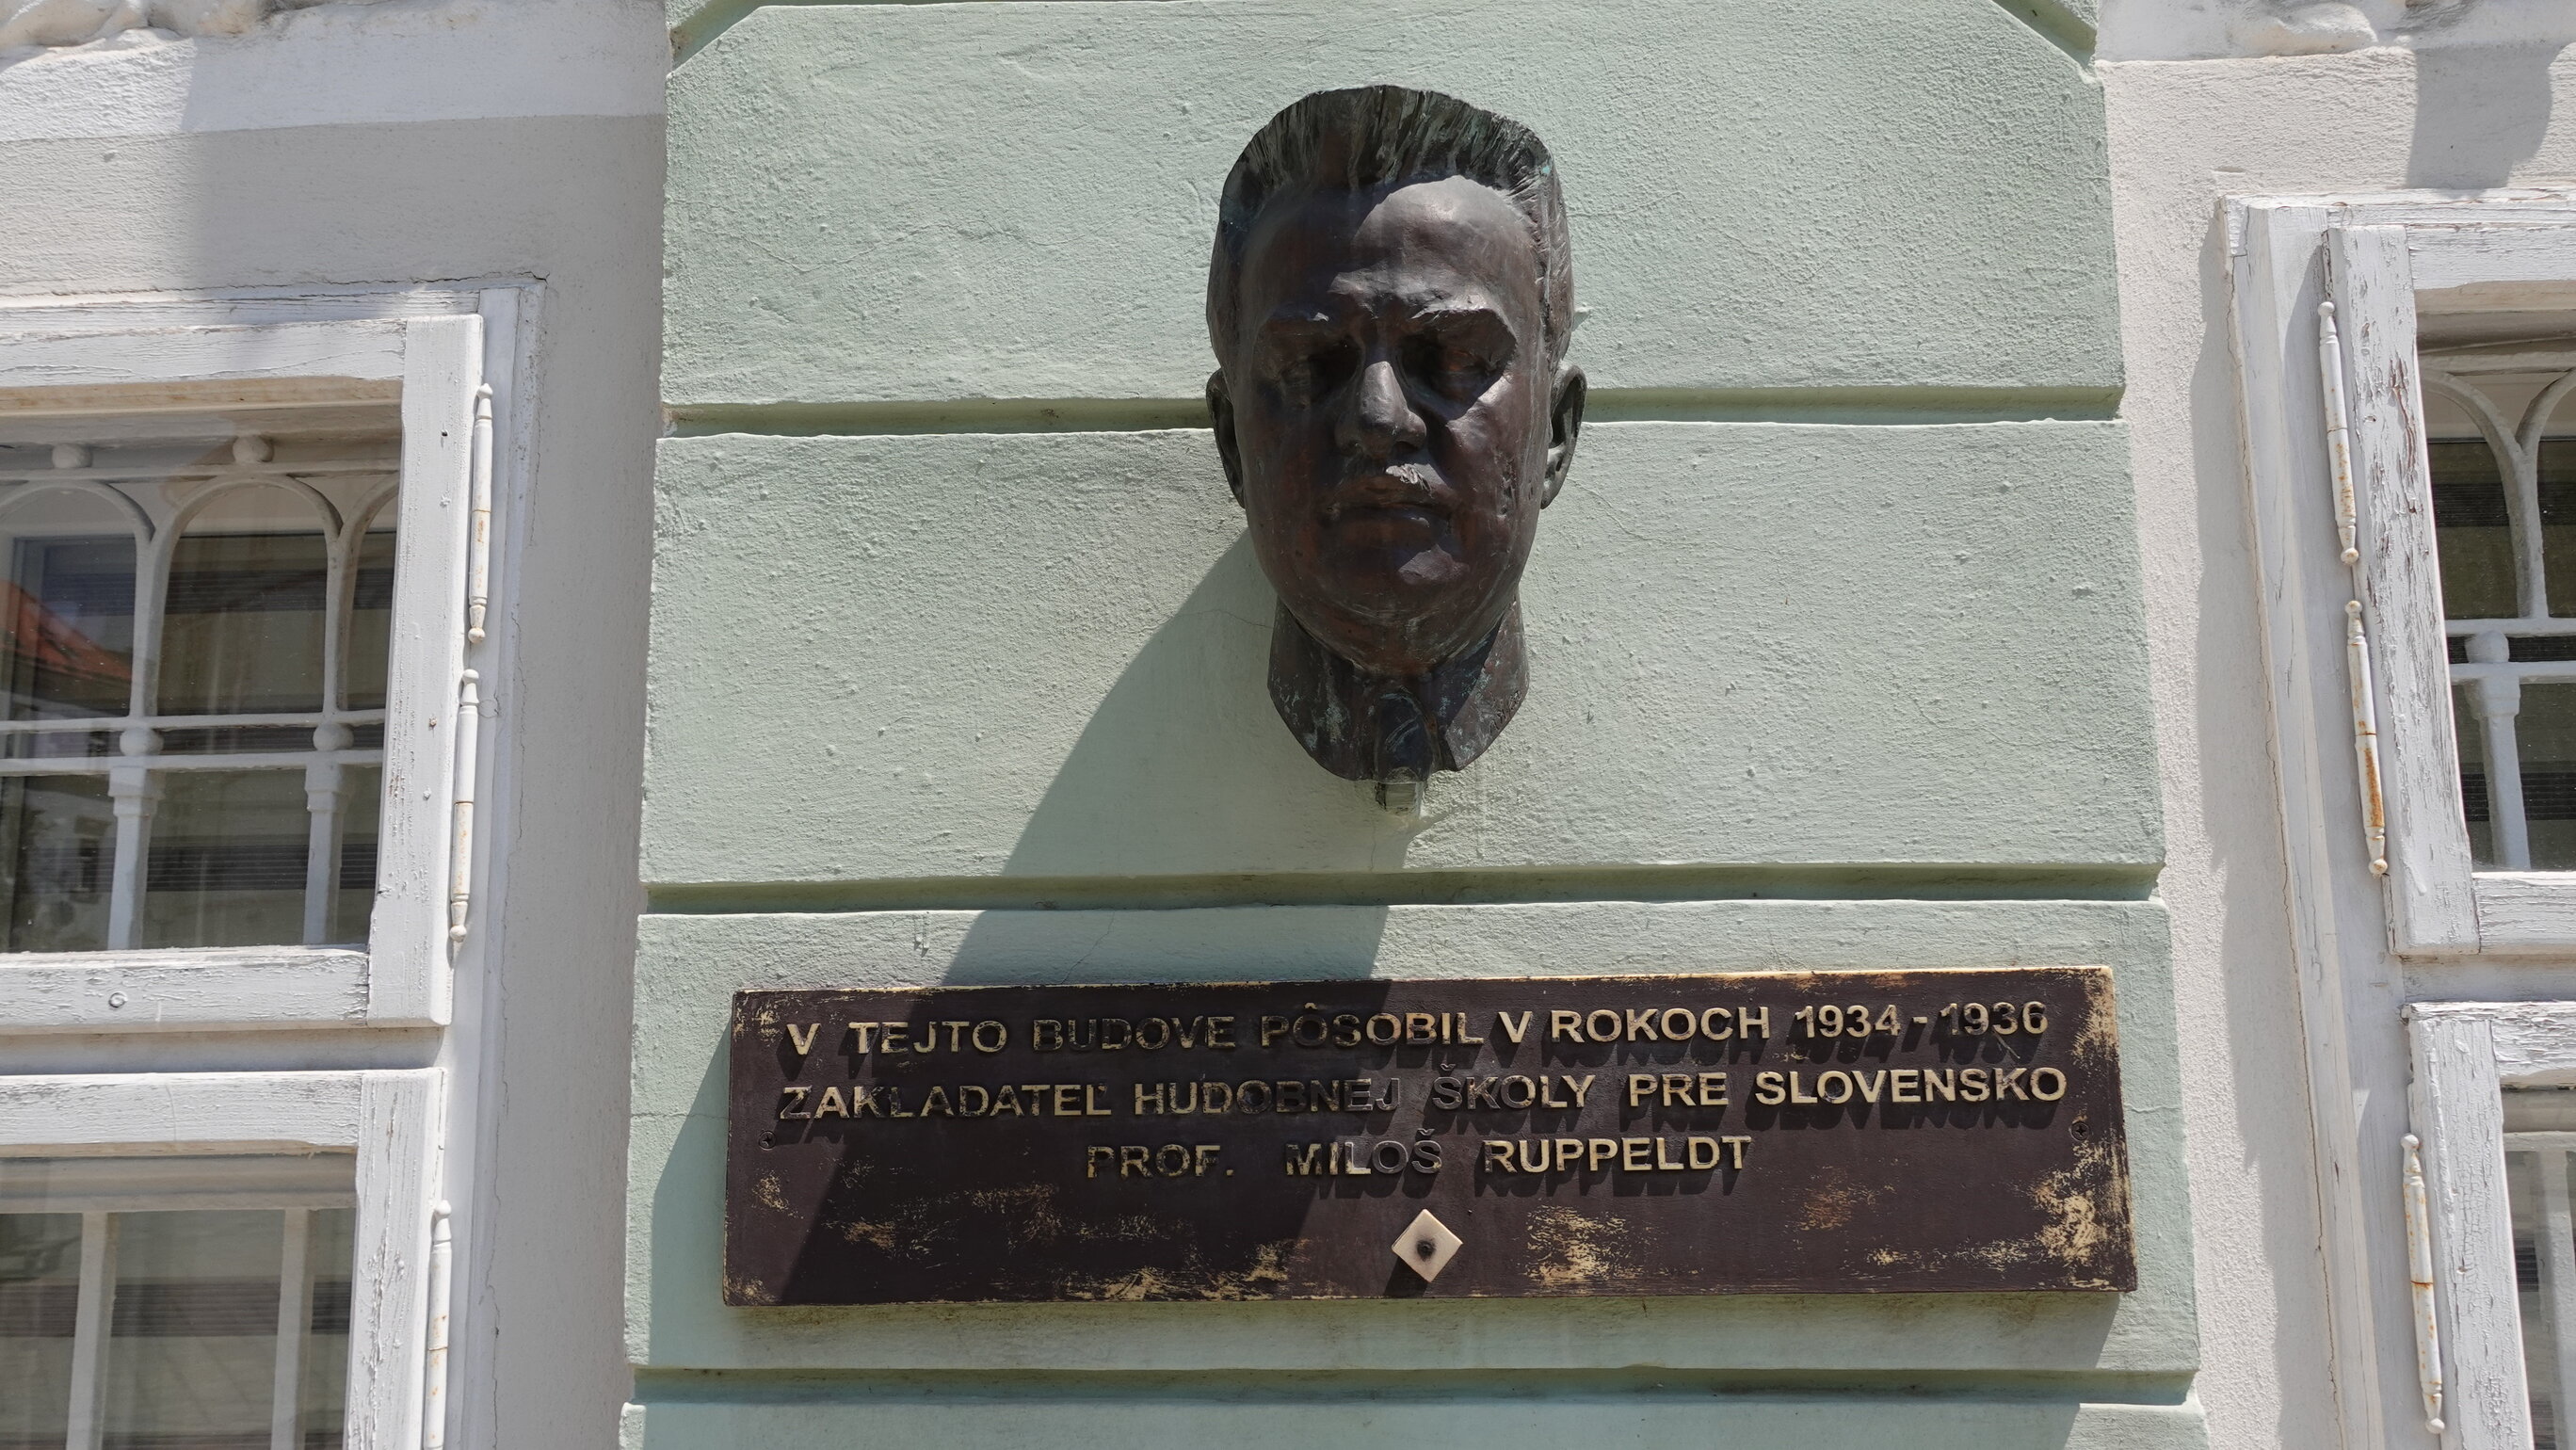 V TEJTO BUDOVE PÔSOBIL V ROKOCH 1934-1936
ZAKLADATEĽ HUDOBNEJ ŠKOLY PRE SLOVENSKO
PROF. MILOŠ RUPPELDT